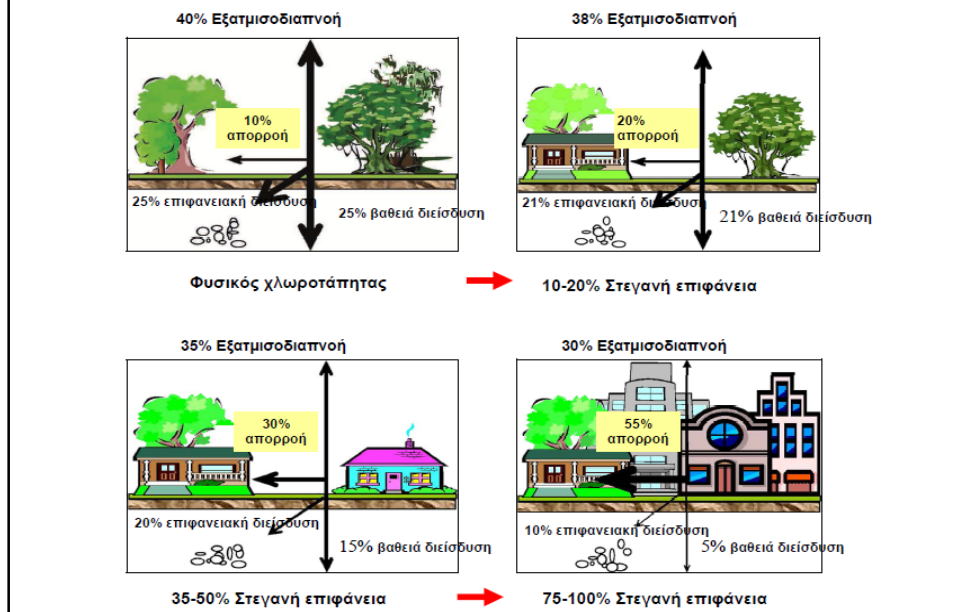 40% Εξατμισοδιαπνοή
38% Εξατμισοδιαπνοή
10%
απορροή
20%
απορροή
25% επιφανειακή διείσδυση
25% βαθειά διείσδυση
21% επιφανειακή διείσδυση
21% βαθειά διείσδυση
Φυσικός χλωροτάπητας
10-20% Στεγανή επιφάνεια
35% Εξατμισοδιαπνοή
30% Εξατμισοδιαπνοή
30%
απορροή
55%
απορροή
20% επιφανειακή διείσδυση
15% βαθειά διείσδυση
10% επιφανειακή διείσδυση
5% βαθειά διείσδυση
35-50% Στεγανή επιφάνεια
75-100% Στεγανή επιφάνεια